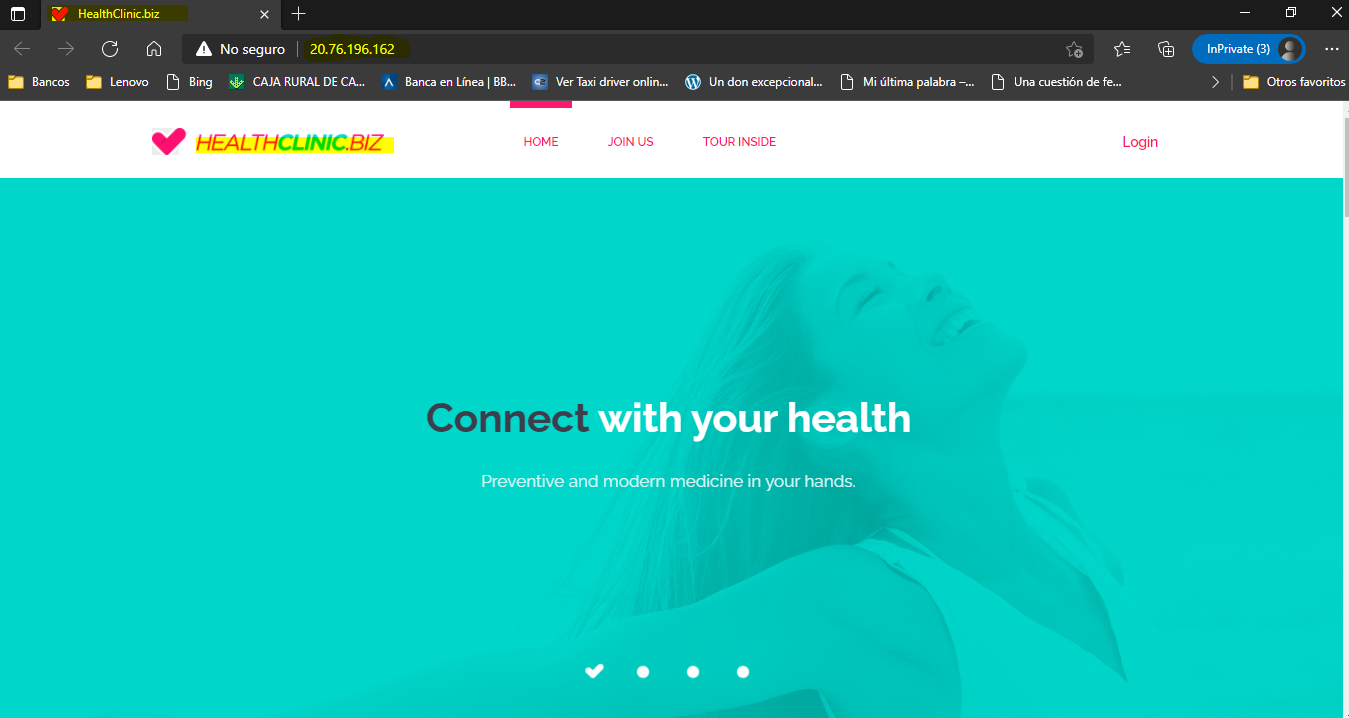 HealthClinic.biz
No seguro 20.76.196.162 InPrivate (3)
Bancos Lenovo Bing CAJA RURAL DE CA... Banca en Línea | BB... Ver Taxi driver onlin... Un don excepcional... Mi última palabra –... Una cuestión de fe... Otros favoritos
HEALTHCLINIC.BIZ HOME JOIN US TOUR INSIDE Login
Connect with your health
Preventive and modern medicine in your hands.